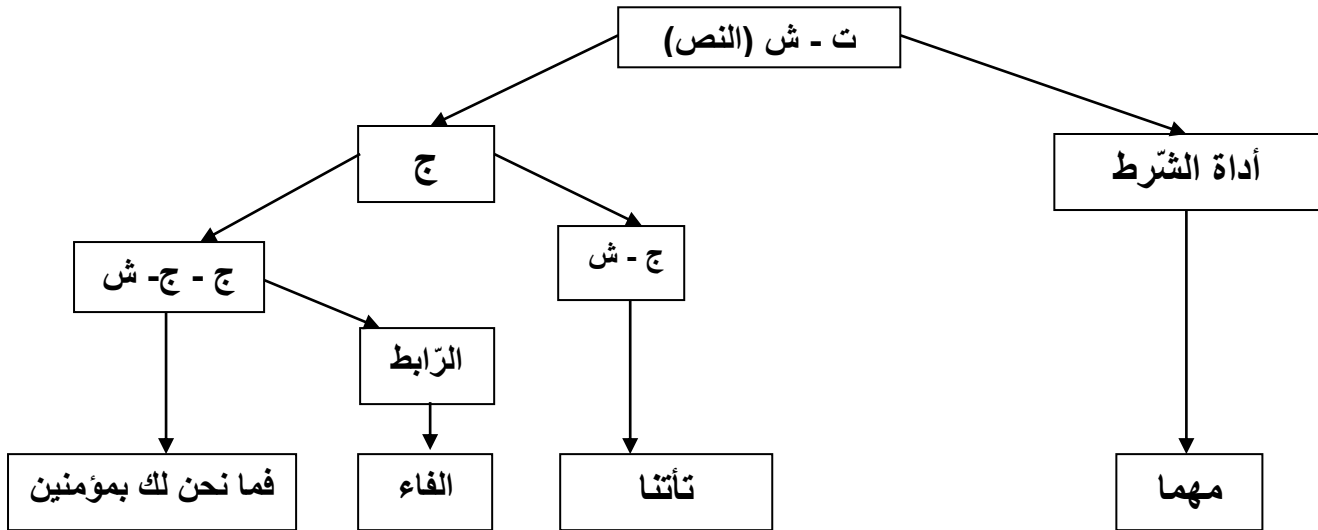 ت - ش (النص)
أداة الشّرط
ج
ج - ش
ج - ج- ش
الرّابط
مهما
تأتنا
الفاء
فما نحن لك بمؤمنين